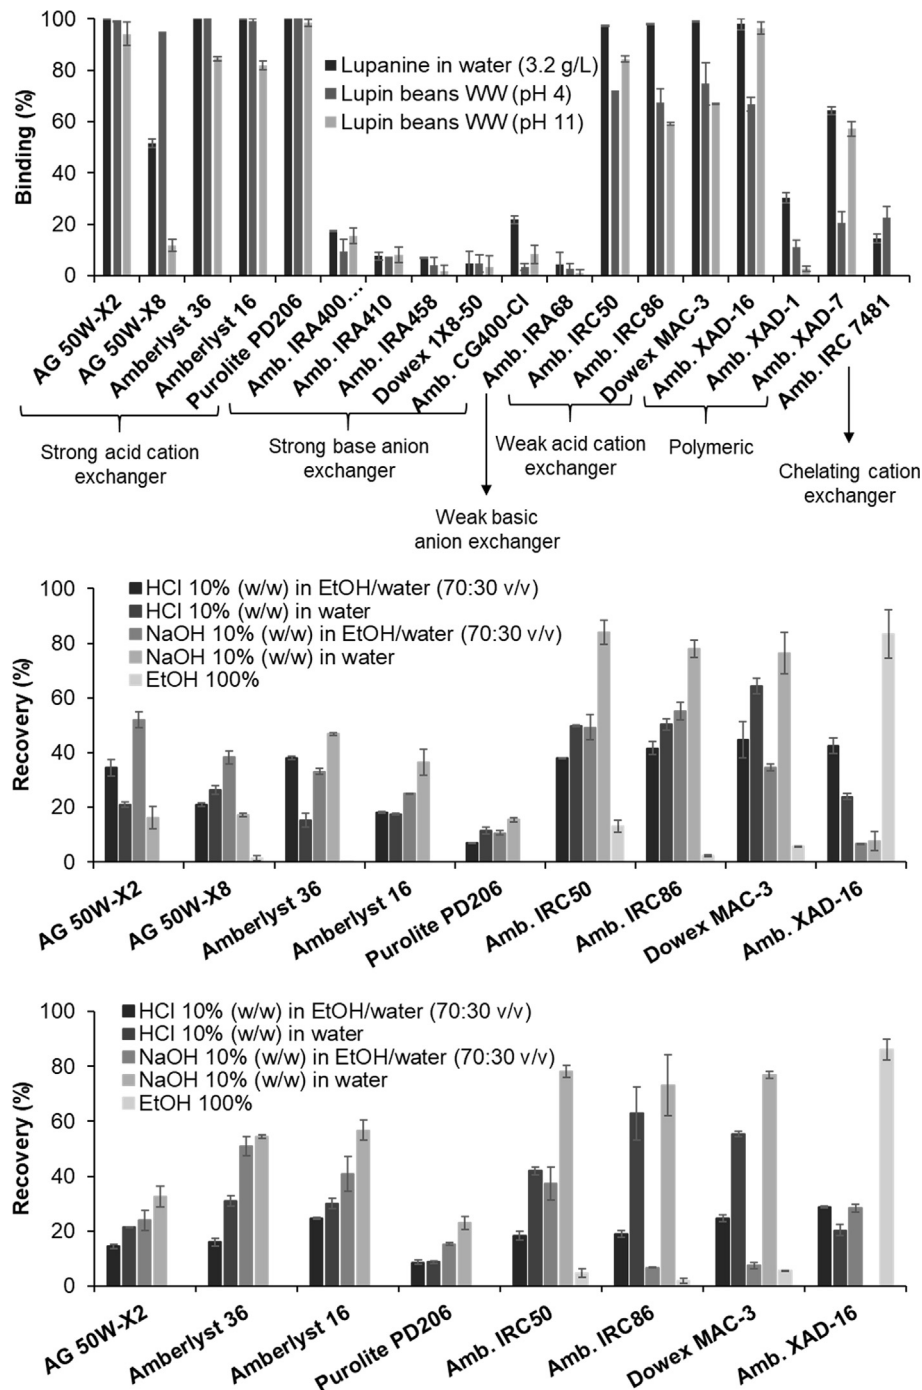 100
80
60
40
20
0
Binding (%)
Lupanine in water (3.2 g/L)
Lupin beans WW (pH 4)
Lupin beans WW (pH 11)
AG 50W-X2
AG 50W-X8
Amberlyst 36
Amberlyst 16
Purolite PD206
Amb. IRA400...
Amb. IRA410
Amb. IRA458
Dowex 1X8-50
Amb. CG400-Cl
Amb. IRA68
Amb. IRC50
Amb. IRC86
Dowex MAC-3
Amb. XAD-16
Amb. XAD-1
Amb. XAD-7
Amb. IRC 7481
Strong acid cation
exchanger
Strong base anion
exchanger
Weak basic
anion exchanger
Weak acid cation
exchanger
Polymeric
Chelating cation
exchanger
100
80
60
40
20
0
Recovery (%)
HCl 10% (w/w) in EtOH/water (70:30 v/v)
HCl 10% (w/w) in water
NaOH 10% (w/w) in EtOH/water (70:30 v/v)
NaOH 10% (w/w) in water
EtOH 100%
AG 50W-X2
AG 50W-X8
Amberlyst 36
Amberlyst 16
Purolite PD206
Amb. IRC50
Amb. IRC86
Dowex MAC-3
Amb. XAD-16
100
80
60
40
20
0
Recovery (%)
HCl 10% (w/w) in EtOH/water (70:30 v/v)
HCl 10% (w/w) in water
NaOH 10% (w/w) in EtOH/water (70:30 v/v)
NaOH 10% (w/w) in water
EtOH 100%
AG 50W-X2
Amberlyst 36
Amberlyst 16
Purolite PD206
Amb. IRC50
Amb. IRC86
Dowex MAC-3
Amb. XAD-16